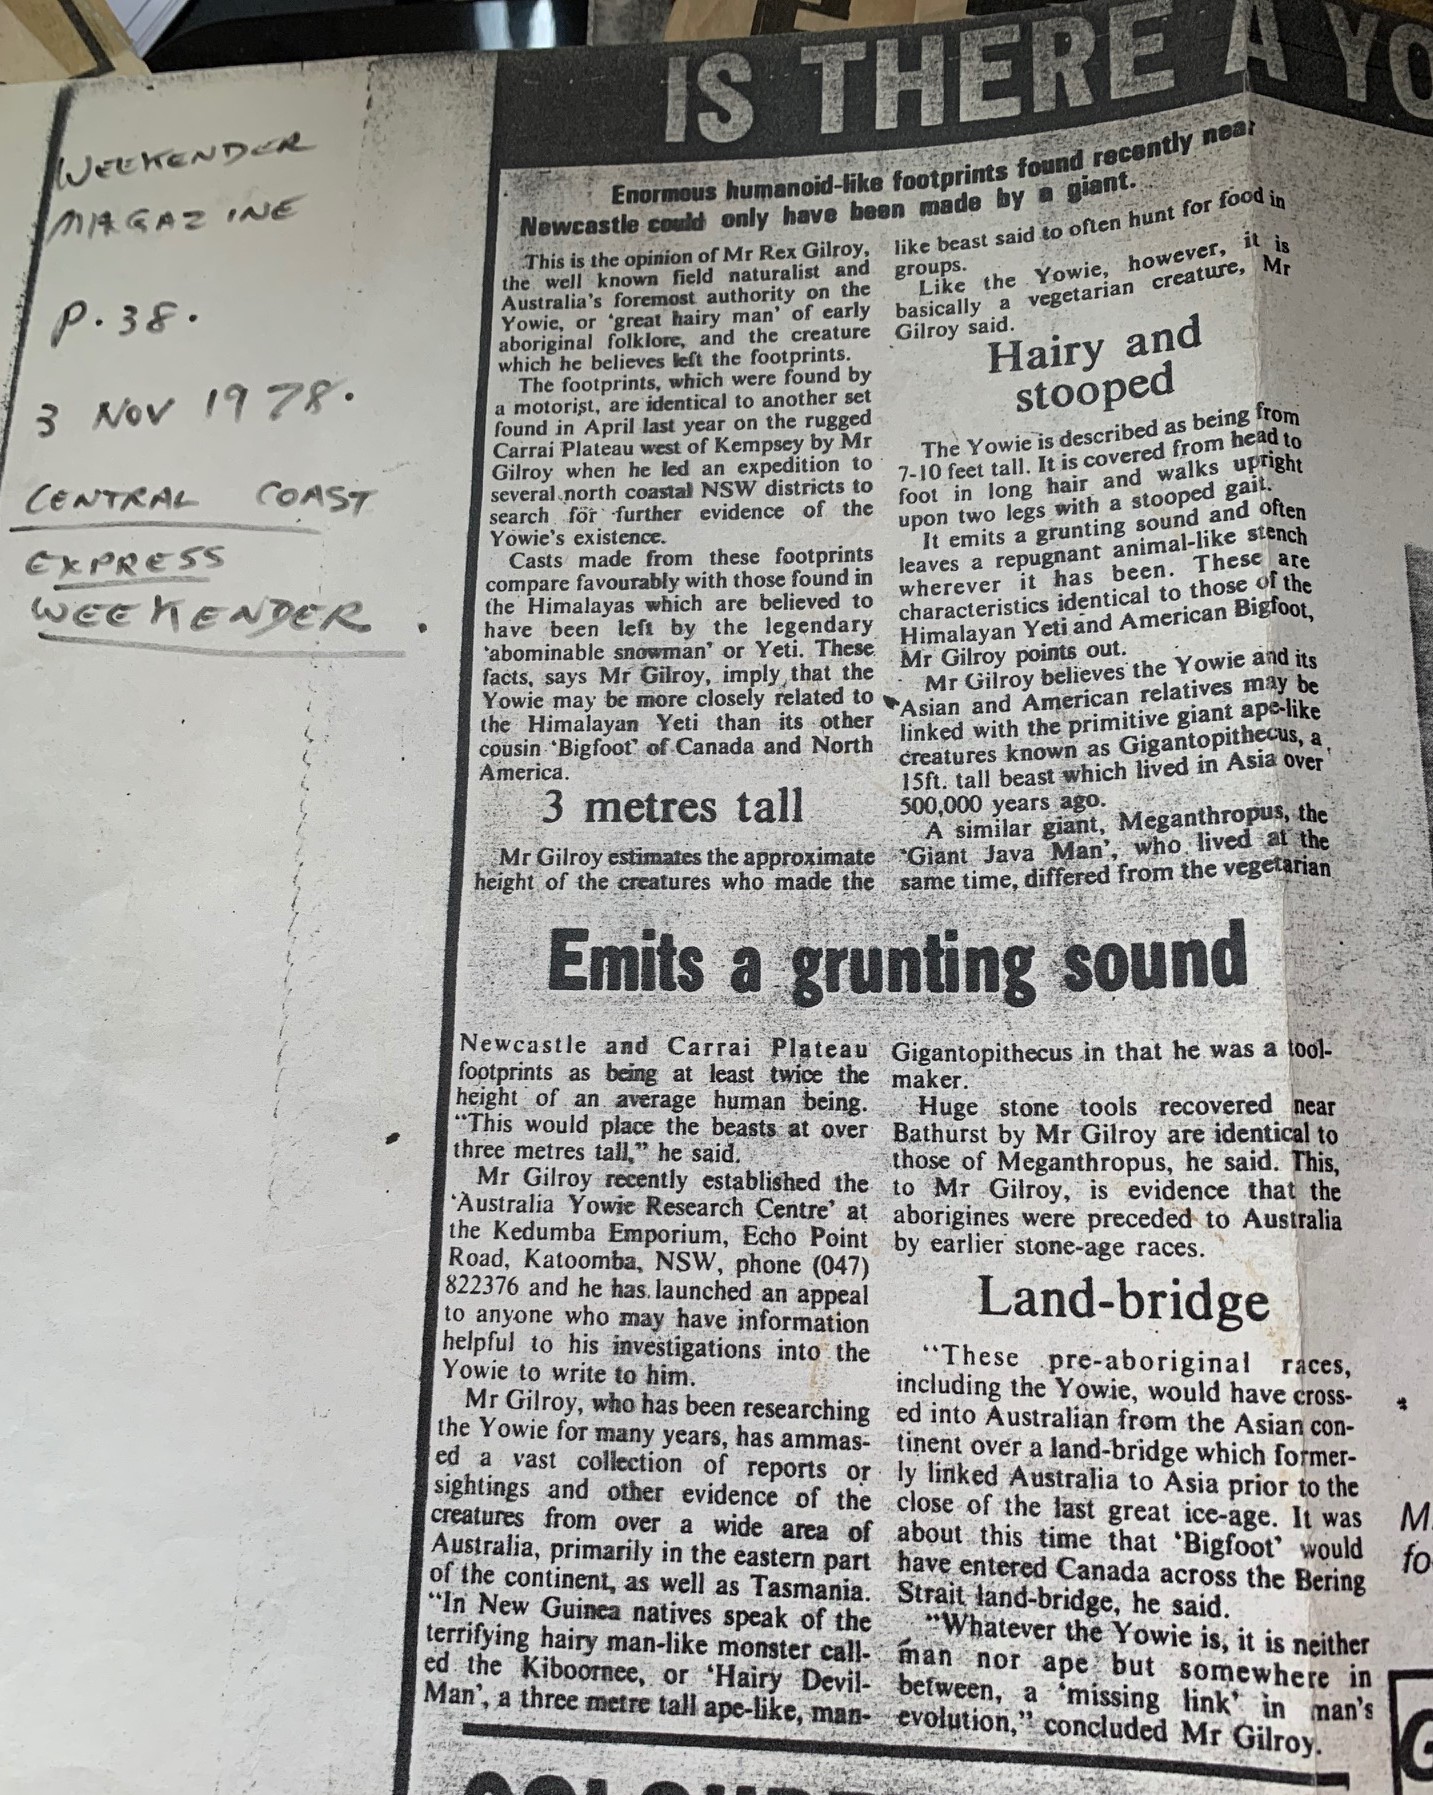 WEEKENDER
MAGAZINE
P. 38.
3 NOV 1978.
CENTRAL COAST
EXPRESS
WEEKENDER.
IS THERE A YO
Enormous humanoid-like footprints found recently near
Newcastle could only have been made by a giant.
This is the opinion of Mr Rex Gilroy,
the well known field naturalist and
Australia's foremost authority on the
Yowie, or 'great hairy man' of early
aboriginal folklore, and the creature
which he believes left the footprints.
The footprints, which were found by
a motorist, are identical to another set
found in April last year on the rugged
Carrai Plateau west of Kempsey by Mr
Gilroy when he led an expedition to
several north coastal NSW districts to
search for further evidence of the
Yowie's existence.
Casts made from these footprints
compare favourably with those found in
the Himalayas which are believed to
have been left by the legendary
'abominable snowman' or Yeti. These
facts, says Mr Gilroy, imply that the
Yowie may be more closely related to
the Himalayan Yeti than its other
cousin 'Bigfoot' of Canada and North
America.
3 metres tall
Mr Gilroy estimates the approximate
height of the creatures who made the
like beast said to often hunt for food in
groups.
Like the Yowie, however, it is
basically a vegetarian creature, Mr
Gilroy said.
Hairy and
stooped
The Yowie is described as being from
7-10 feet tall. It is covered from head to
foot in long hair and walks upright
upon two legs with a stooped gait.
It emits a grunting sound and often
leaves a repugnant animal-like stench
wherever it has been. These are
characteristics identical to those of the
Himalayan Yeti and American Bigfoot,
Mr Gilroy points out.
Mr Gilroy believes the Yowie and its
Asian and American relatives may be
linked with the primitive giant ape-like
creatures known as Gigantopithecus, a
15ft. tall beast which lived in Asia over
500,000 years ago.
A similar giant, Meganthropus, the
'Giant Java Man', who lived at the
same time, differed from the vegetarian
Emits a grunting sound
Newcastle and Carrai Plateau
footprints as being at least twice the
height of an average human being.
"This would place the beasts at over
three metres tall," he said.
Mr Gilroy recently established the
'Australia Yowie Research Centre' at
the Kedumba Emporium, Echo Point
Road, Katoomba, NSW, phone (047)
822376 and he has launched an appeal
to anyone who may have information
helpful to his investigations into the
Yowie to write to him.
Mr Gilroy, who has been researching
the Yowie for many years, has ammas-
ed a vast collection of reports or
sightings and other evidence of the
creatures from over a wide area of
Australia, primarily in the eastern part
of the continent, as well as Tasmania.
"In New Guinea natives speak of the
terrifying hairy man-like monster call-
ed the Kiboornee, or 'Hairy Devil-
Man', a three metre tall ape-like, man-
Gigantopithecus in that he was a tool-
maker.
Huge stone tools recovered near
Bathurst by Mr Gilroy are identical to
those of Meganthropus, he said. This,
to Mr Gilroy, is evidence that the
aborigines were preceded to Australia
by earlier stone-age races.
Land-bridge
"These pre-aboriginal races,
including the Yowie, would have cross-
ed into Australian from the Asian con-
tinent over a land-bridge which former-
ly linked Australia to Asia prior to the
close of the last great ice-age. It was
about this time that 'Bigfoot' would
have entered Canada across the Bering
Strait land-bridge, he said.
"Whatever the Yowie is, it is neither
man nor ape but somewhere in
between, a 'missing link' in man's
evolution," concluded Mr Gilroy.
M
fo
G